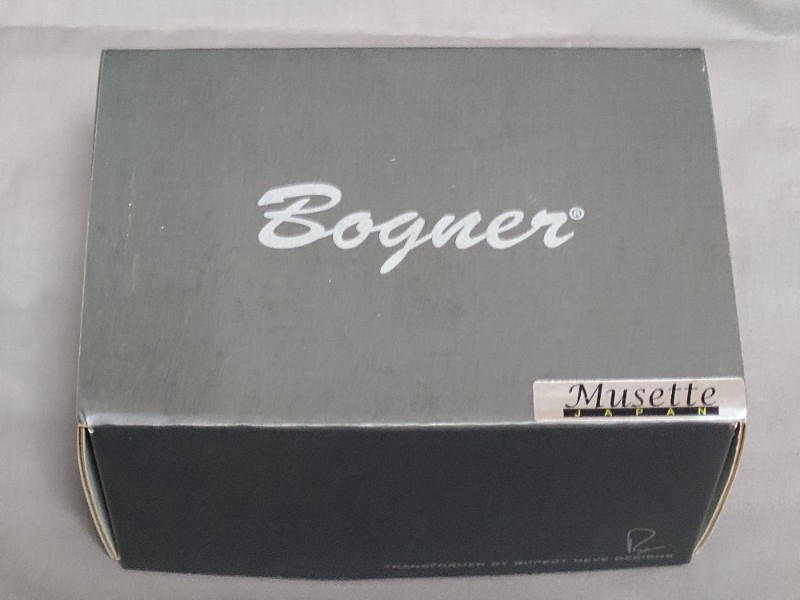 Bogner®
Musette
JAPAN
TRANSFORMER BY RUPERT NEVE DESIGNS